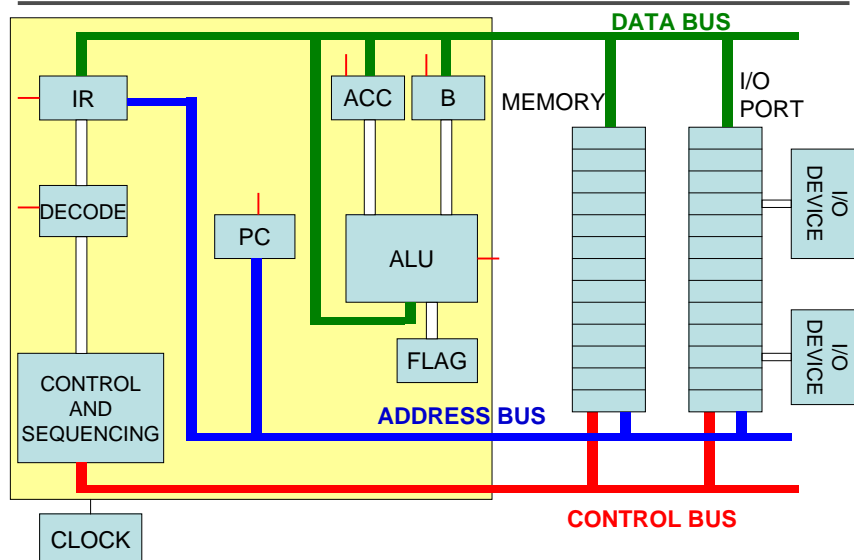 DATA BUS
IR
ACC
B
MEMORY
I/O
PORT
DECODE
I/O
DEVICE
PC
ALU
I/O
DEVICE
FLAG
CONTROL
AND
SEQUENCING
ADDRESS BUS
CONTROL BUS
CLOCK